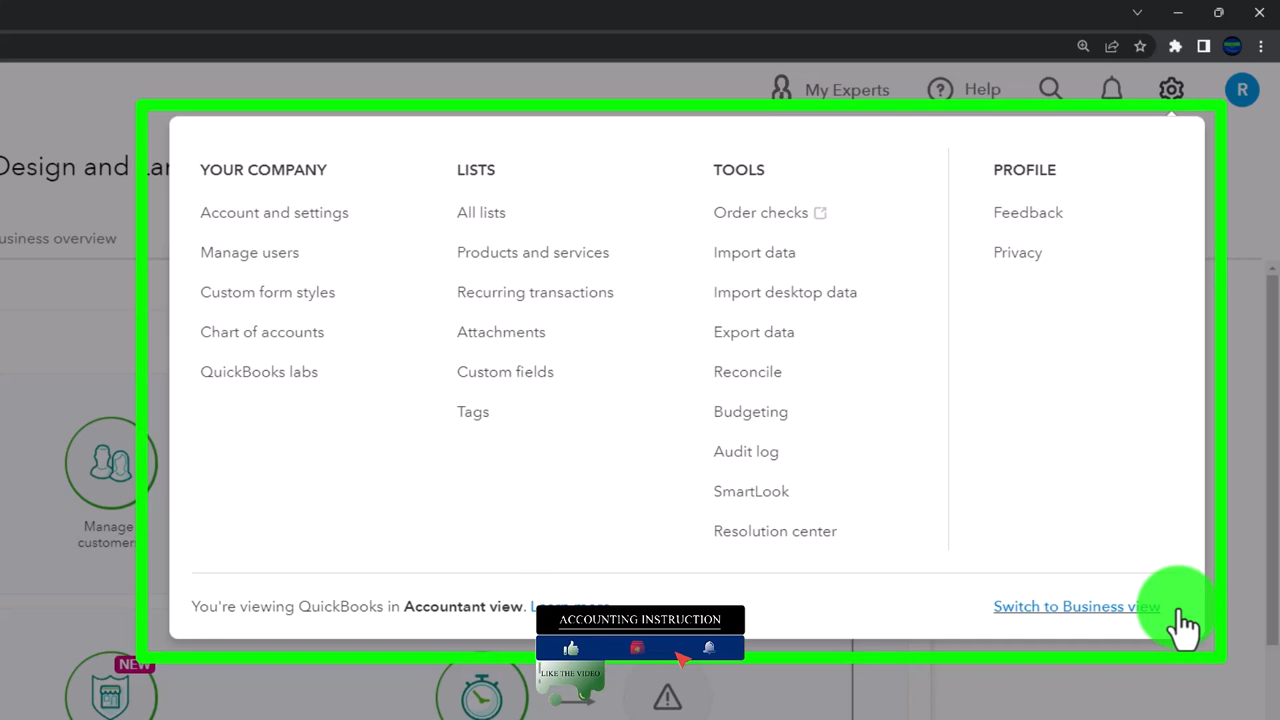 My Experts
Help
R
Design and
usiness overview
YOUR COMPANY
Account and settings
Manage users
Custom form styles
Chart of accounts
QuickBooks labs
LISTS
All lists
Products and services
Recurring transactions
Attachments
Custom fields
Tags
TOOLS
Order checks
Import data
Import desktop data
Export data
Reconcile
Budgeting
Audit log
SmartLook
Resolution center
PROFILE
Feedback
Privacy
Manage
customers
You're viewing QuickBooks in Accountant view. Learn more
Switch to Business view
ACCOUNTING INSTRUCTION
LIKE THE VIDEO
NEW